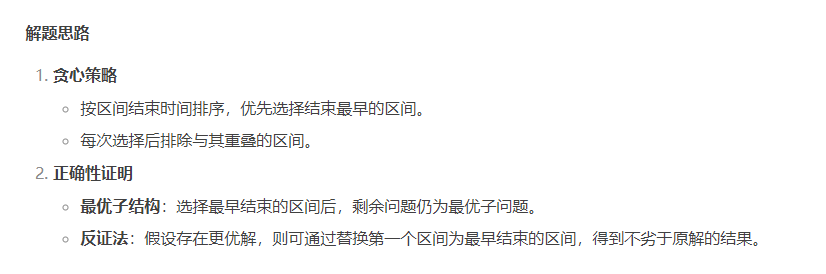 解题思路
1. 贪心策略
按区间结束时间排序，优先选择结束最早的区间。
每次选择后排除与其重叠的区间。
2. 正确性证明
最优子结构：选择最早结束的区间后，剩余问题仍为最优子问题。
反证法：假设存在更优解，则可通过替换第一个区间为最早结束的区间，得到不劣于原解的结果。